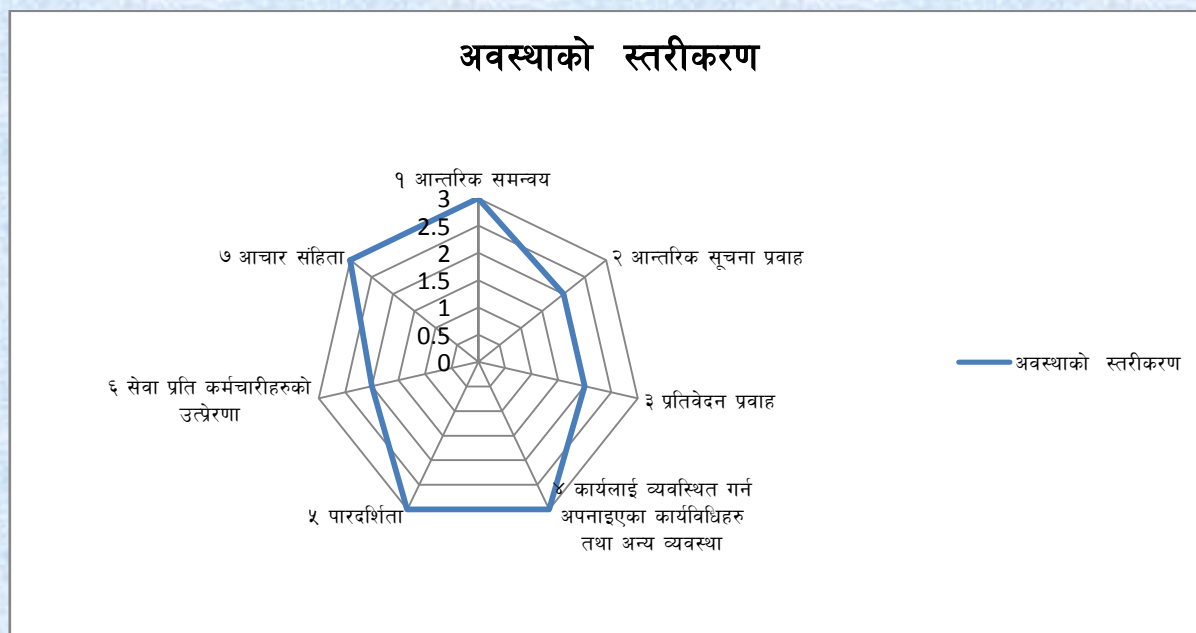 अवस्थाको स्तरीकरण
१ आन्तरिक समन्वय
3
2.5
2
1.5
1
0.5
0
२ आन्तरिक सूचना प्रवाह
३ प्रतिवेदन प्रवाह
४ कार्यलाई व्यवस्थित गर्न
अपनाइएका कार्यविधिहरु
तथा अन्य व्यवस्था
५ पारदर्शिता
६ सेवा प्रति कर्मचारीहरुको
उत्प्रेरणा
७ आचार संहिता
अवस्थाको स्तरीकरण